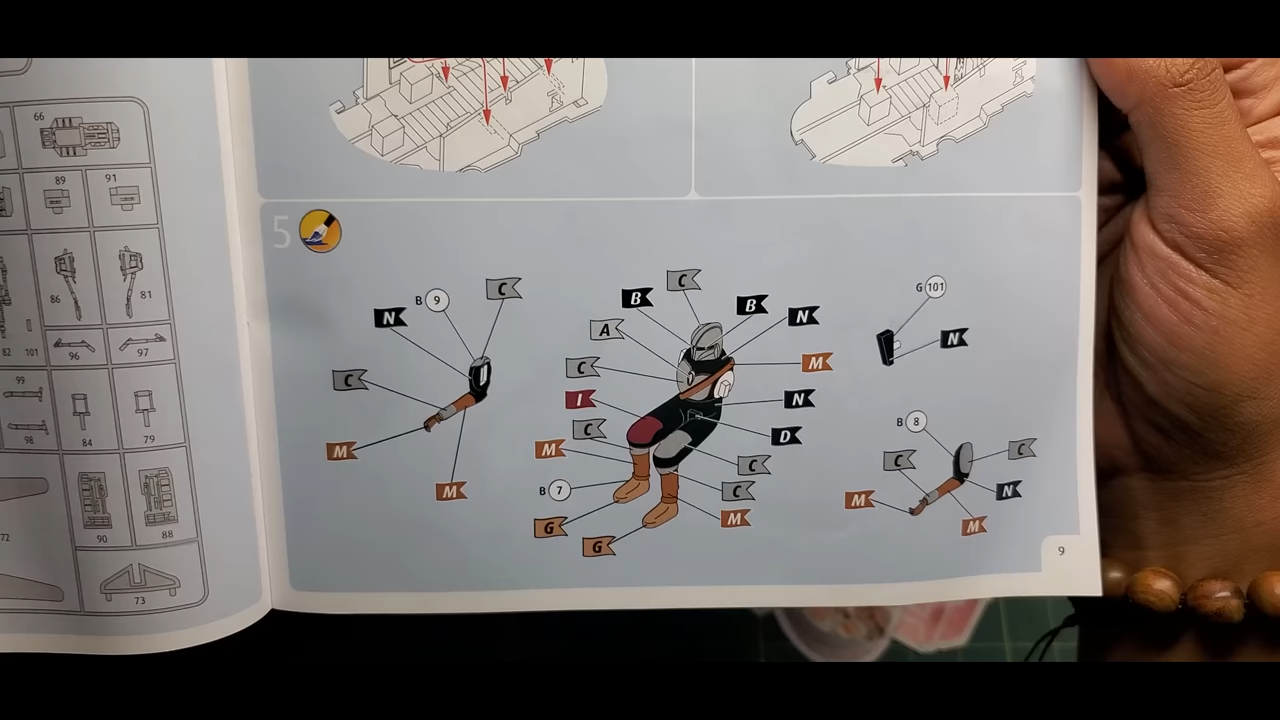 66
89 91
86 81
82 101 96 97
99
98 84 79
72 90 88
73
5
B 9 C
N
C
M
M
C
B B
A N
C M
I N
C D
M C
B 7 C
G M
G
G 101
N
B 8
C C
M N
M
9